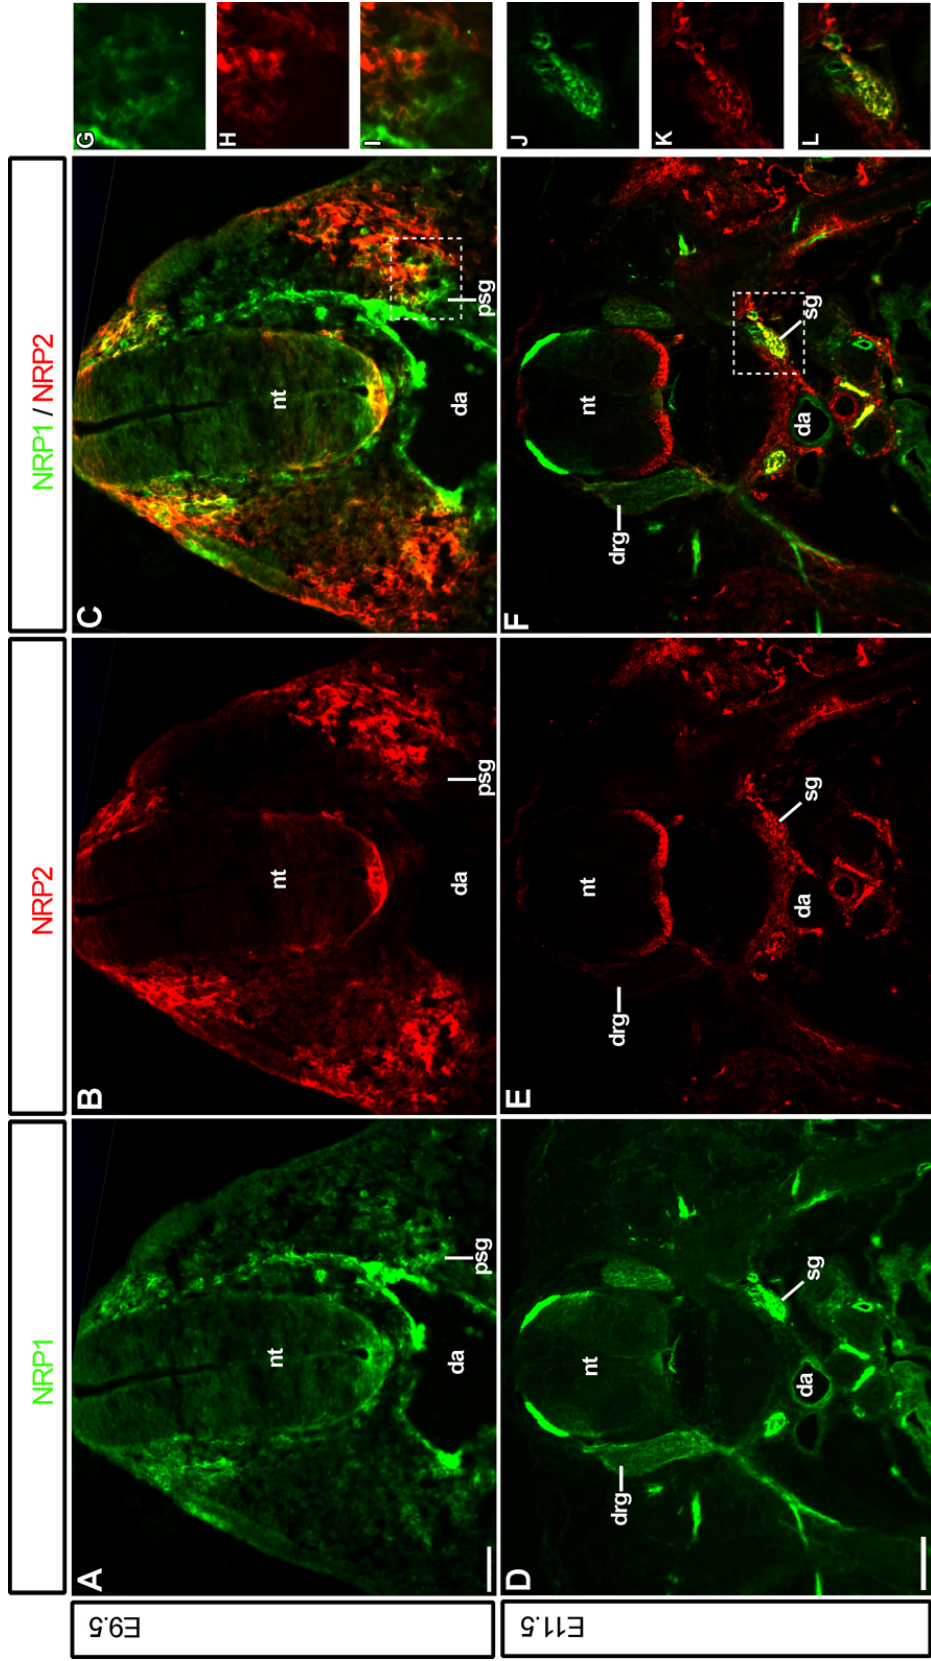 NRP1
NRP2
NRP1 / NRP2
E9.5
A
nt
da
psg
B
nt
da
psg
C
nt
da
psg
G
H
I
E11.5
D
drg
nt
sg
da
E
drg
nt
sg
da
F
drg
nt
sg
da
J
K
L